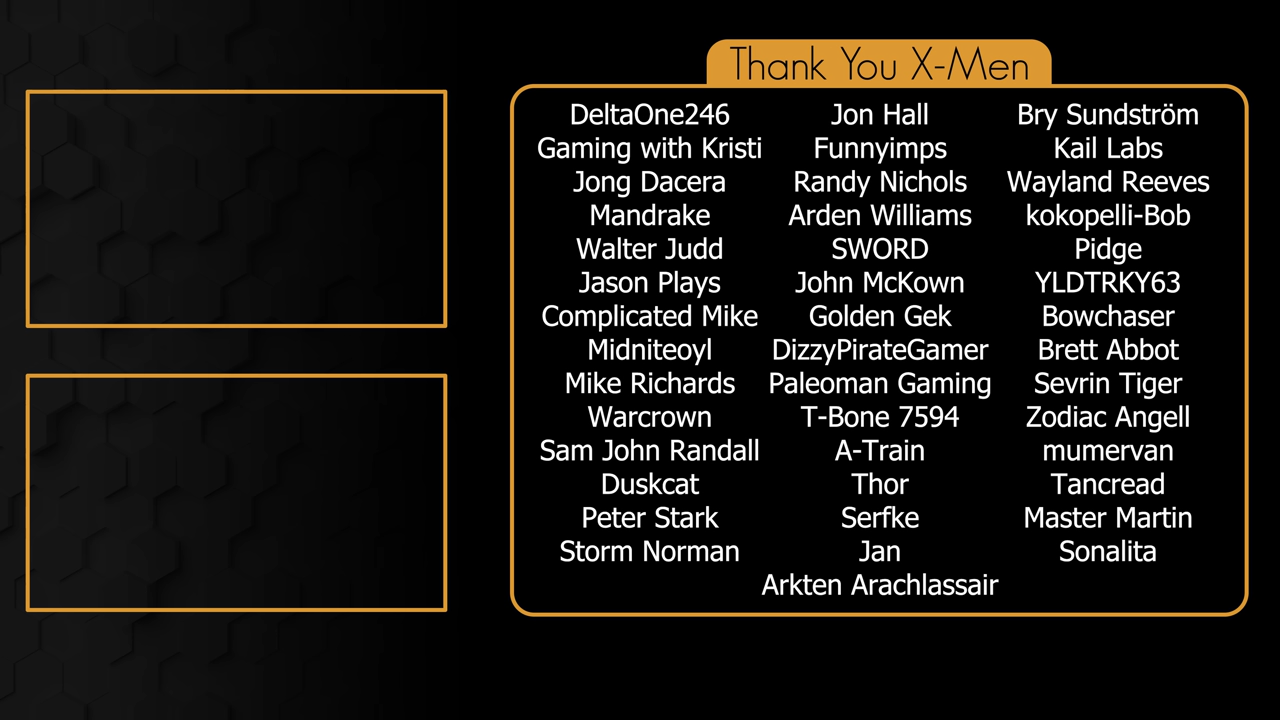 Thank You X-Men
DeltaOne246 Jon Hall Bry Sundström
Gaming with Kristi Funnyimps Kail Labs
Jong Dacera Randy Nichols Wayland Reeves
Mandrake Arden Williams kokopelli-Bob
Walter Judd SWORD Pidge
Jason Plays John McKown YLDTRKY63
Complicated Mike Golden Gek Bowchaser
Midniteoyl DizzyPirateGamer Brett Abbot
Mike Richards Paleoman Gaming Sevrin Tiger
Warcrown T-Bone 7594 Zodiac Angell
Sam John Randall A-Train mumervan
Duskcat Thor Tancread
Peter Stark Serfke Master Martin
Storm Norman Jan Sonalita
Arkten Arachlassair